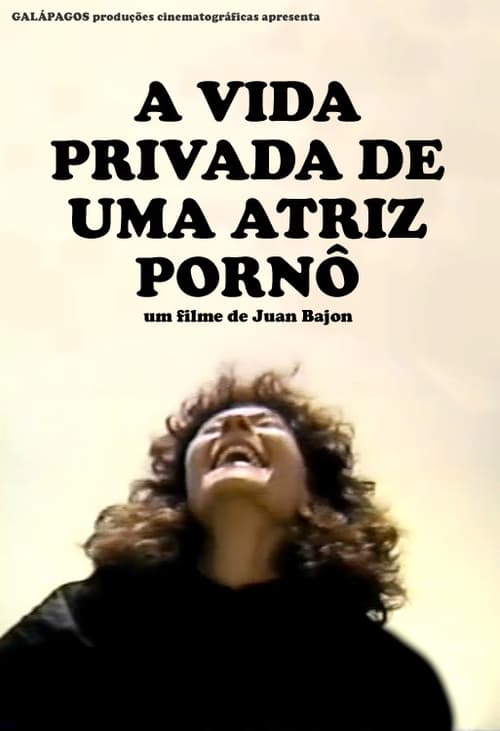 GALÁPAGOS produções cinematográficas apresenta
A VIDA
PRIVADA DE
UMA ATRIZ
PORNÔ
um filme de Juan Bajon